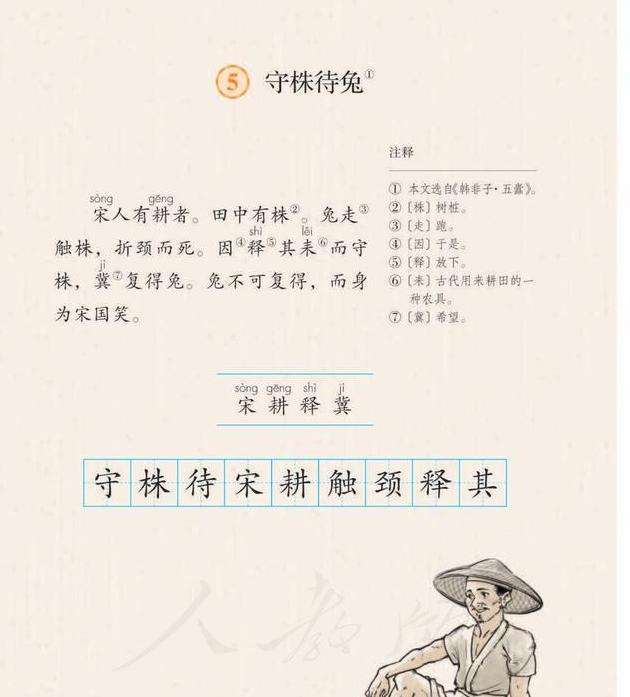 5 守株待兔①
sòng gēng
宋人有耕者。田中有株②。兔走③
shì lěi
触株，折颈而死。因④释⑤其耒⑥而守
jì
株，冀⑦复得兔。兔不可复得，而身
为宋国笑。
注释
① 本文选自《韩非子·五蠹》。
②〔株〕树桩。
③〔走〕跑。
④〔因〕于是。
⑤〔释〕放下。
⑥〔耒〕古代用来耕田的一
种农具。
⑦〔冀〕希望。
sòng gēng shì jì
宋 耕 释 冀
守 株 待 宋 耕 触 颈 释 其
人教